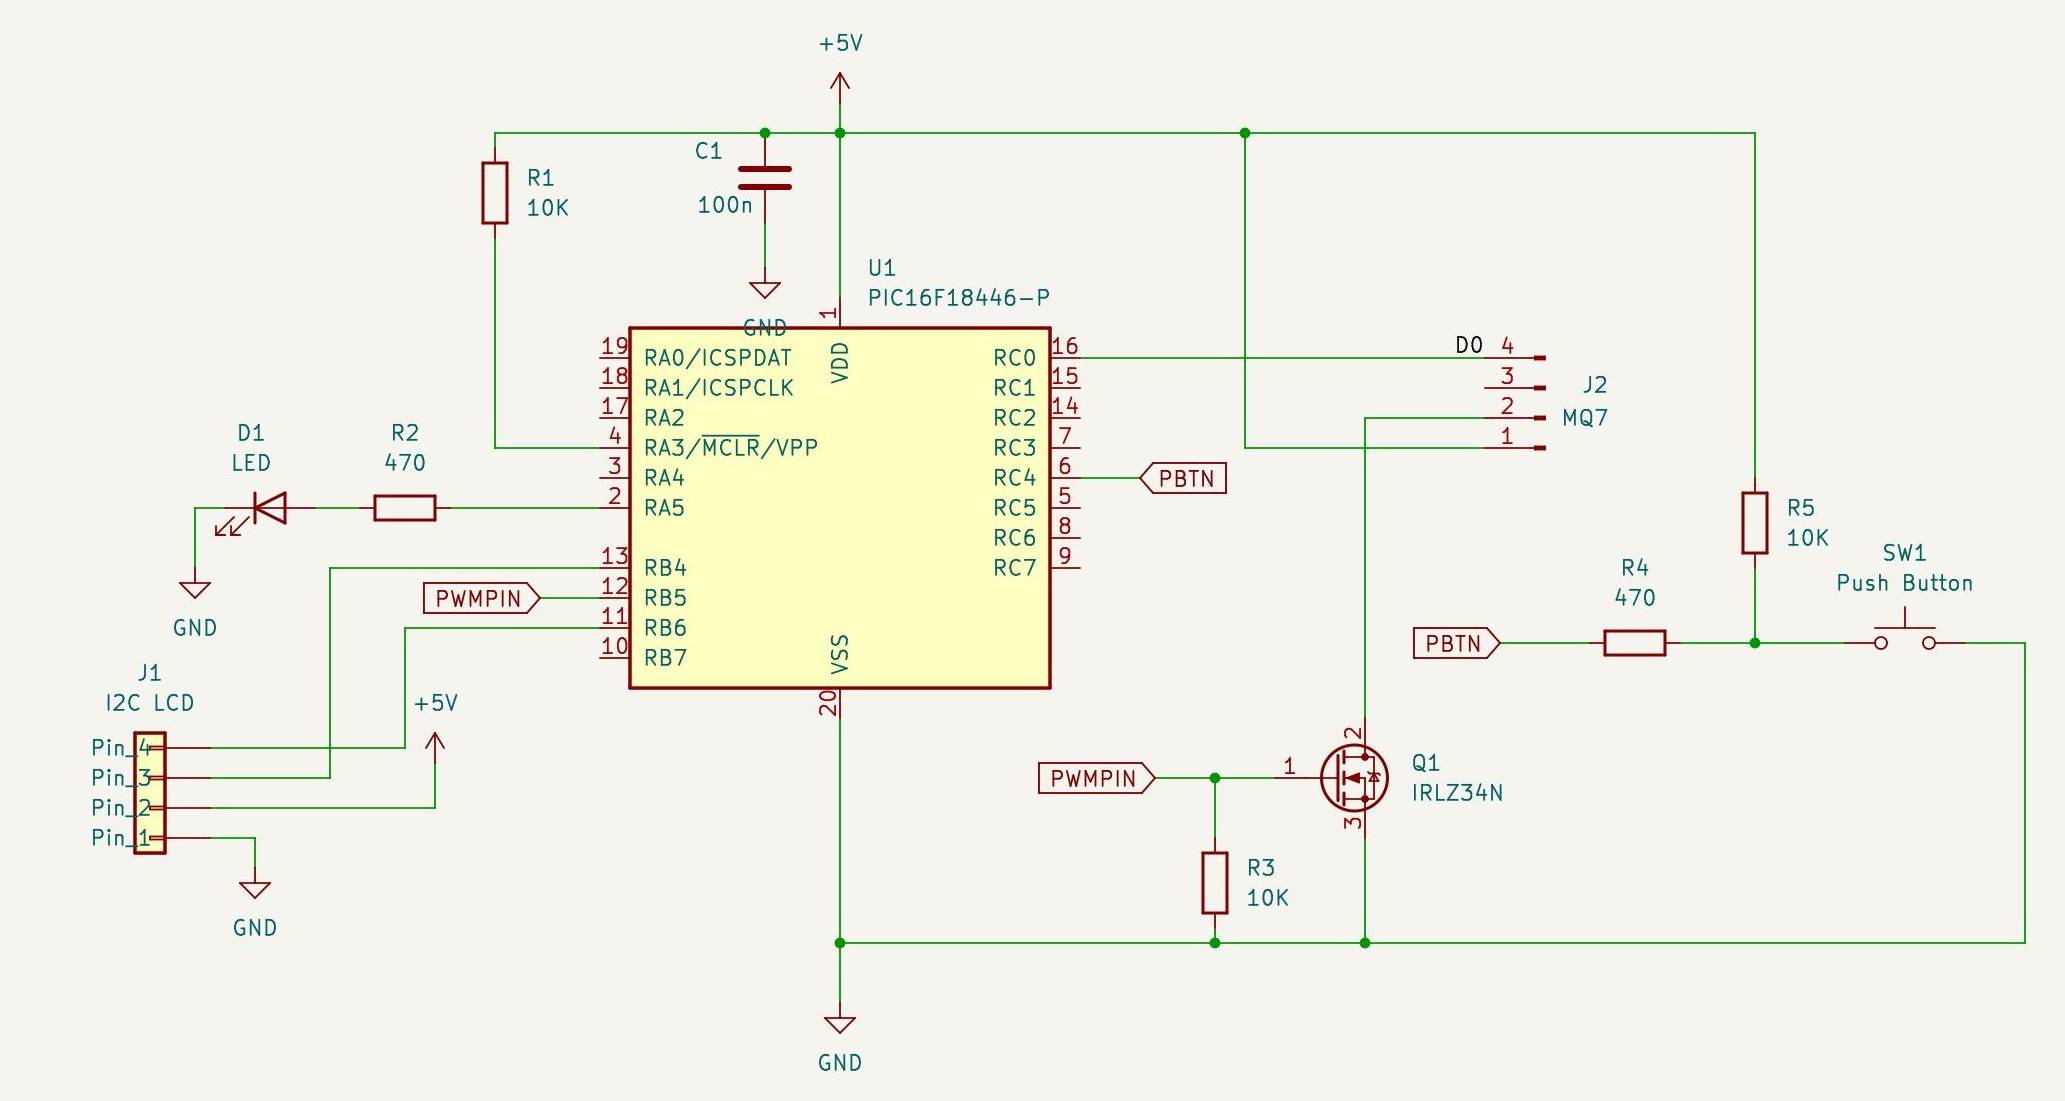 +5V
C1
100n
GND
R1
10K
U1
PIC16F18446-P
1
VDD
19
RA0/ICSPDAT
18
RA1/ICSPCLK
17
RA2
4
RA3/MCLR/VPP
3
RA4
2
RA5
13
RB4
12
RB5
11
RB6
10
RB7
VSS
20
RC0
16
RC1
15
RC2
14
RC3
7
RC4
6
RC5
5
RC6
8
RC7
9
PBTN
D0
4
3
2
1
J2
MQ7
D1
LED
R2
470
GND
PWMPIN
J1
I2C LCD
Pin_4
Pin_3
Pin_2
Pin_1
+5V
GND
R5
10K
SW1
Push Button
R4
470
PBTN
PWMPIN
1
2
3
Q1
IRLZ34N
R3
10K
GND